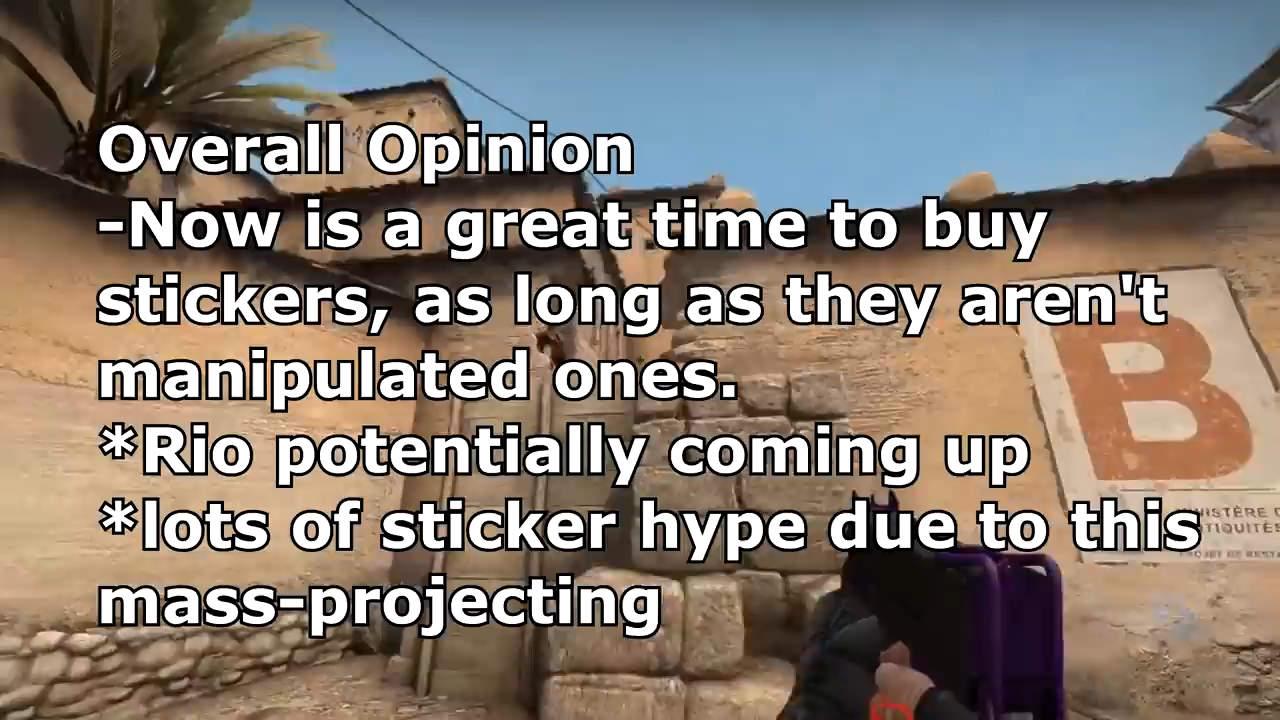 Overall Opinion
-Now is a great time to buy
stickers, as long as they aren't
manipulated ones.
*Rio potentially coming up
*lots of sticker hype due to this
mass-projecting
B